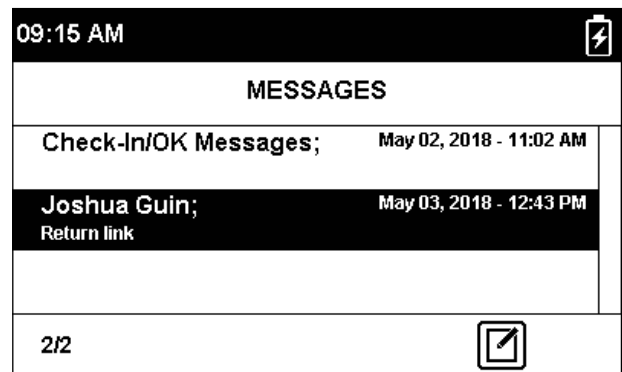 09:15 AM
MESSAGES
Check-In/OK Messages; May 02, 2018 - 11:02 AM
Joshua Guin; May 03, 2018 - 12:43 PM
Return link
2/2